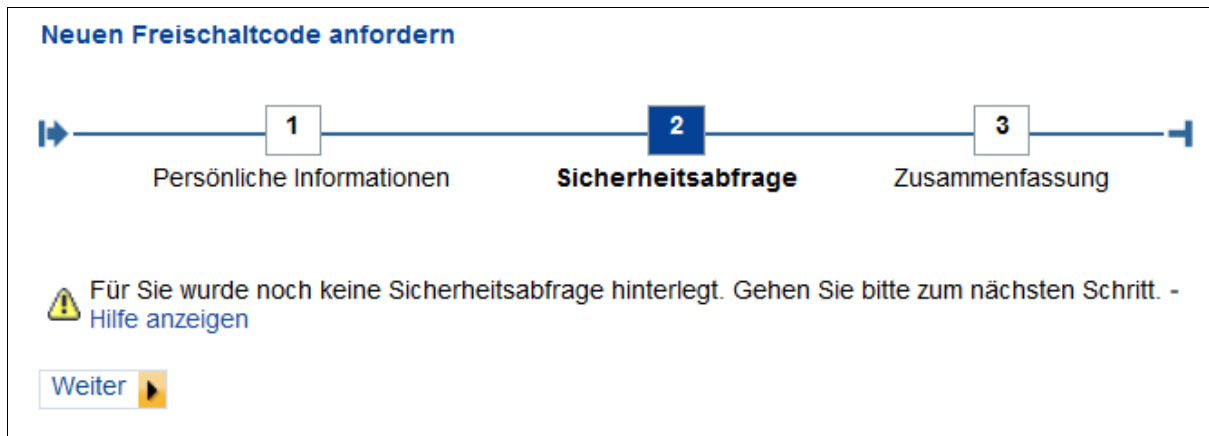 Neuen Freischaltcode anfordern
1
2
3
Persönliche Informationen
Sicherheitsabfrage
Zusammenfassung
Für Sie wurde noch keine Sicherheitsabfrage hinterlegt. Gehen Sie bitte zum nächsten Schritt. -
Hilfe anzeigen
Weiter